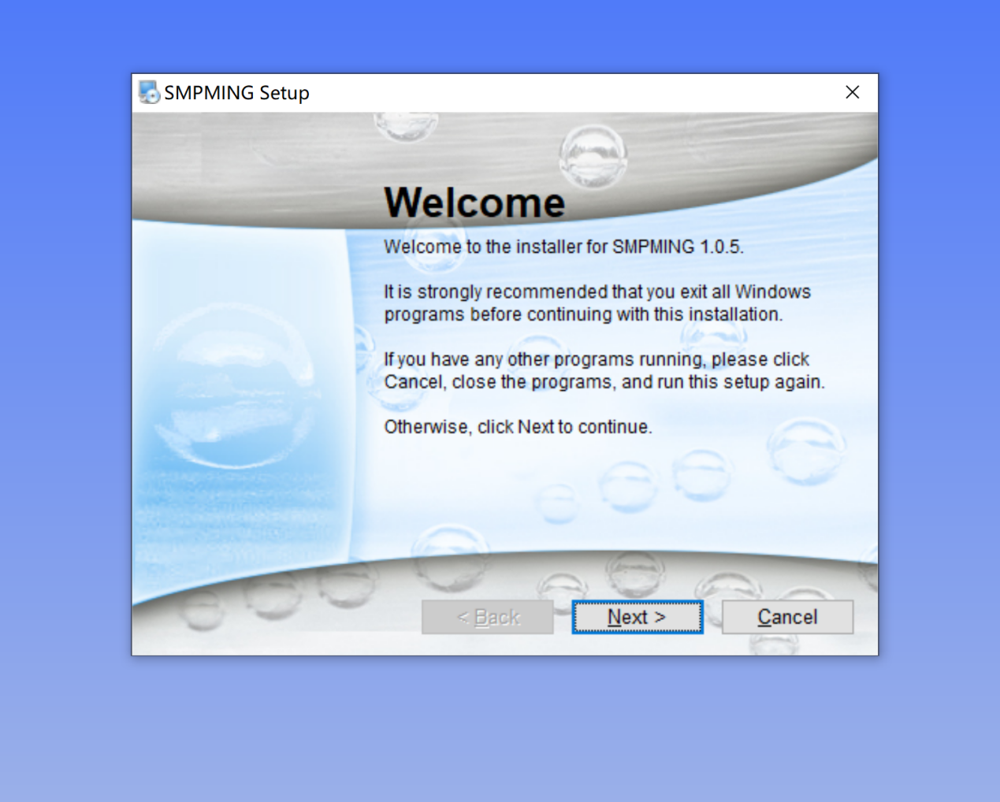 SMPMING Setup
Welcome
Welcome to the installer for SMPMING 1.0.5.
It is strongly recommended that you exit all Windows
programs before continuing with this installation.
If you have any other programs running, please click
Cancel, close the programs, and run this setup again.
Otherwise, click Next to continue.
< Back
Next >
Cancel